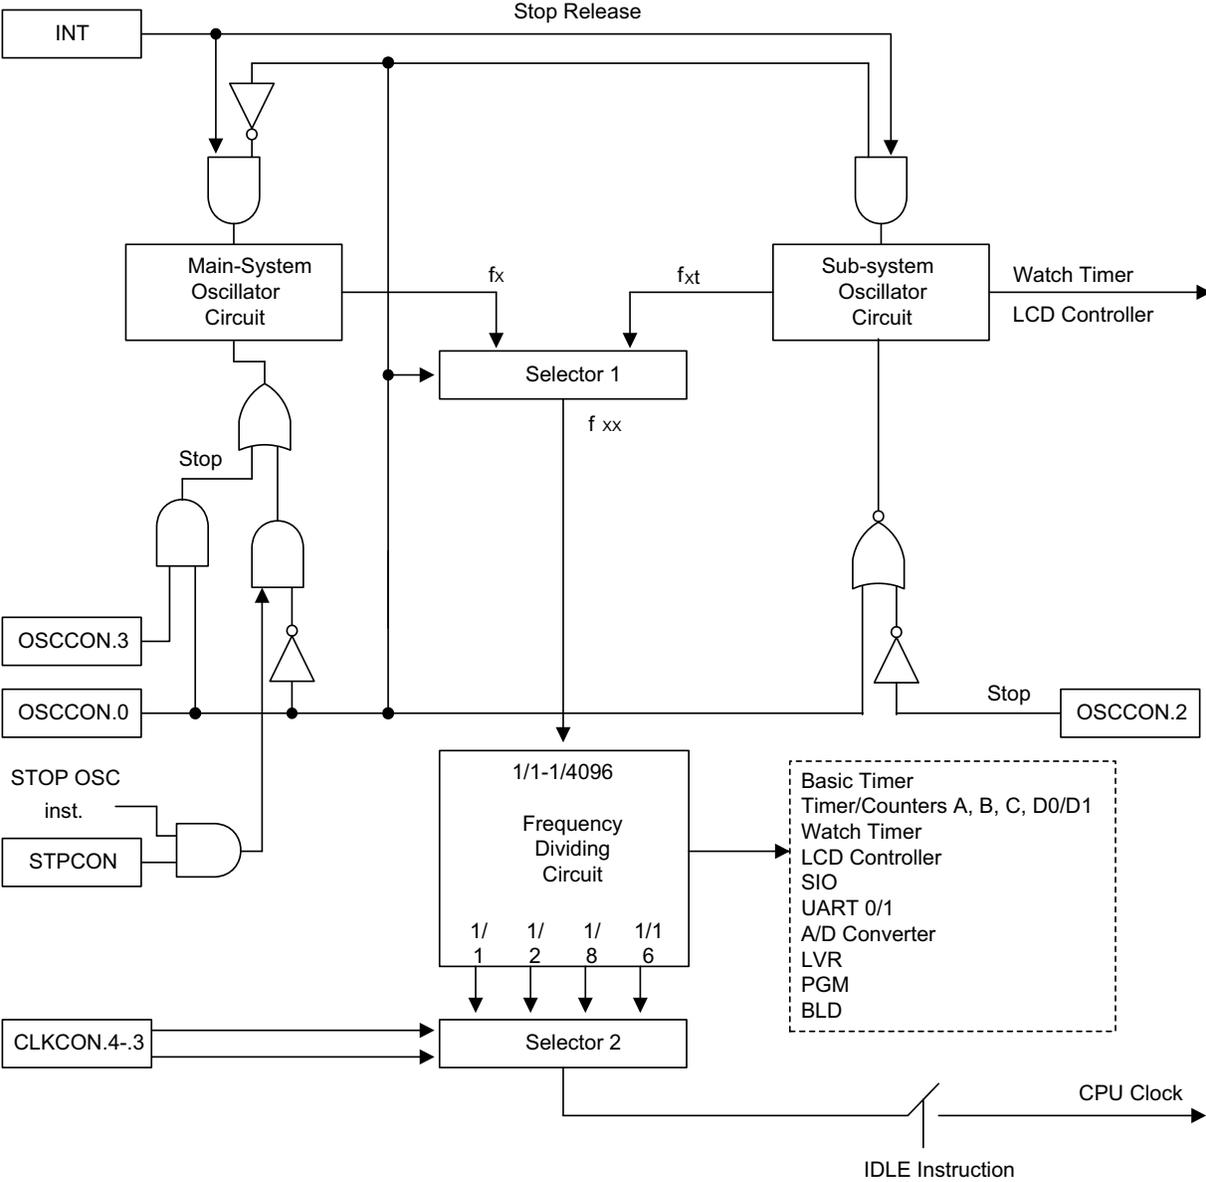 Stop Release
INT
Main-System
Oscillator
Circuit
fx
fxt
Sub-system
Oscillator
Circuit
Watch Timer
LCD Controller
Selector 1
f xx
Stop
OSCCON.3
OSCCON.0
Stop
OSCCON.2
STOP OSC
inst.
STPCON
1/1-1/4096
Frequency
Dividing
Circuit
1/ 1/ 1/ 1/1
1 2 8 6
Basic Timer
Timer/Counters A, B, C, D0/D1
Watch Timer
LCD Controller
SIO
UART 0/1
A/D Converter
LVR
PGM
BLD
CLKCON.4-.3
Selector 2
CPU Clock
IDLE Instruction